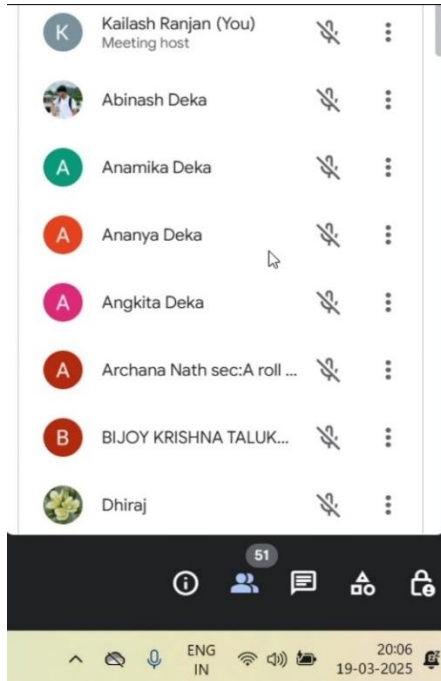 K
Kailash Ranjan (You)
Meeting host
Abinash Deka
A
Anamika Deka
A
Ananya Deka
A
Angkita Deka
A
Archana Nath sec:A roll ...
B
BIJOY KRISHNA TALUK...
Dhiraj
51
ENG
IN
20:06
19-03-2025